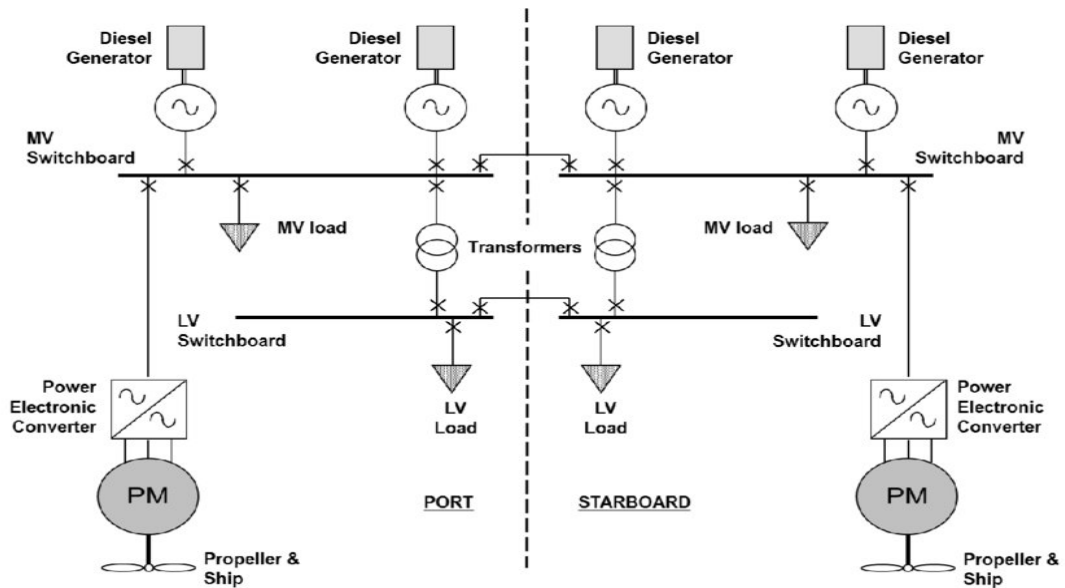 Diesel
Generator
Diesel
Generator
Diesel
Generator
Diesel
Generator
MV
Switchboard
MV
Switchboard
MV load
Transformers
MV load
LV
Switchboard
LV
Switchboard
LV
Load
LV
Load
Power
Electronic
Converter
Power
Electronic
Converter
PM
PORT
STARBOARD
PM
Propeller &
Ship
Propeller &
Ship